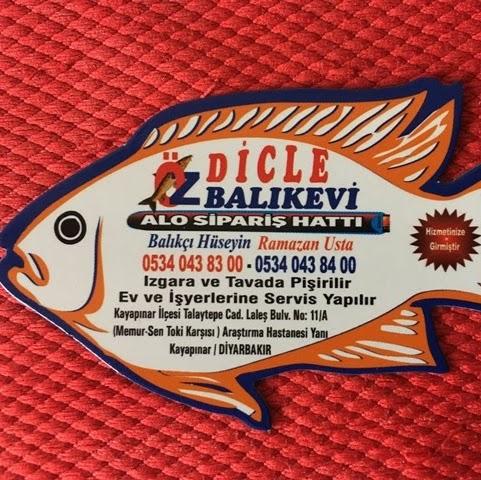 ÖZ DİCLE
BALIKEVİ
ALO SİPARİŞ HATTI
Balıkçı Hüseyin Ramazan Usta
0534 043 83 00 - 0534 043 84 00
Izgara ve Tavada Pişirilir
Ev ve İşyerlerine Servis Yapılır
Kayapınar İlçesi Talaytepe Cad. Laleş Bulv. No: 11/A
(Memur-Sen Toki Karşısı ) Araştırma Hastanesi Yanı
Kayapınar / DİYARBAKIR
Hizmetinize
Girmiştir